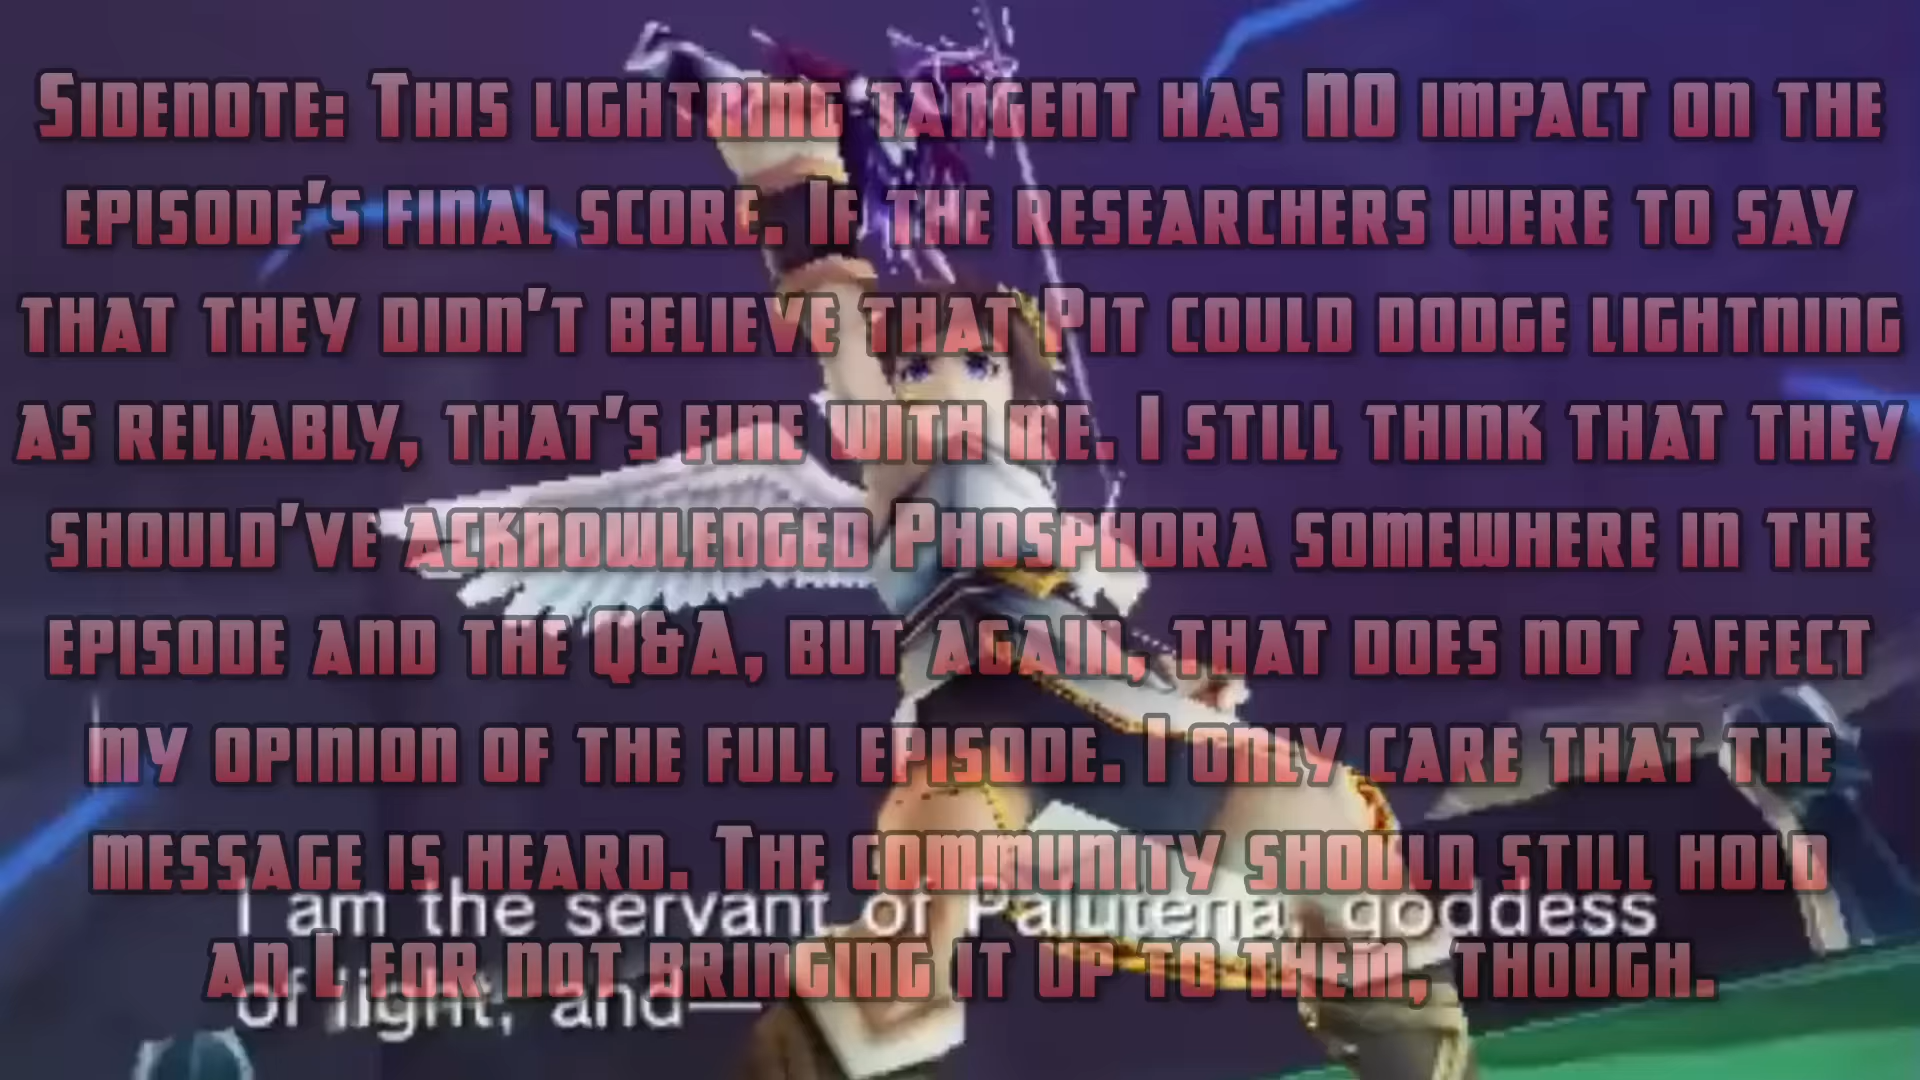 Sidenote: This lightning tangent has NO impact on the
episode's final score. If the researchers were to say
that they didn't believe that Pit could dodge lightning
as reliably, that's fine with me. I still think that they
should've acknowledged Phosphora somewhere in the
episode and the Q&A, but again, that does not affect
my opinion of the full episode. I only care that the
message is heard. The community should still hold
an L for not bringing it up to them, though.
I am the servant of Palutena, goddess
of light, and—